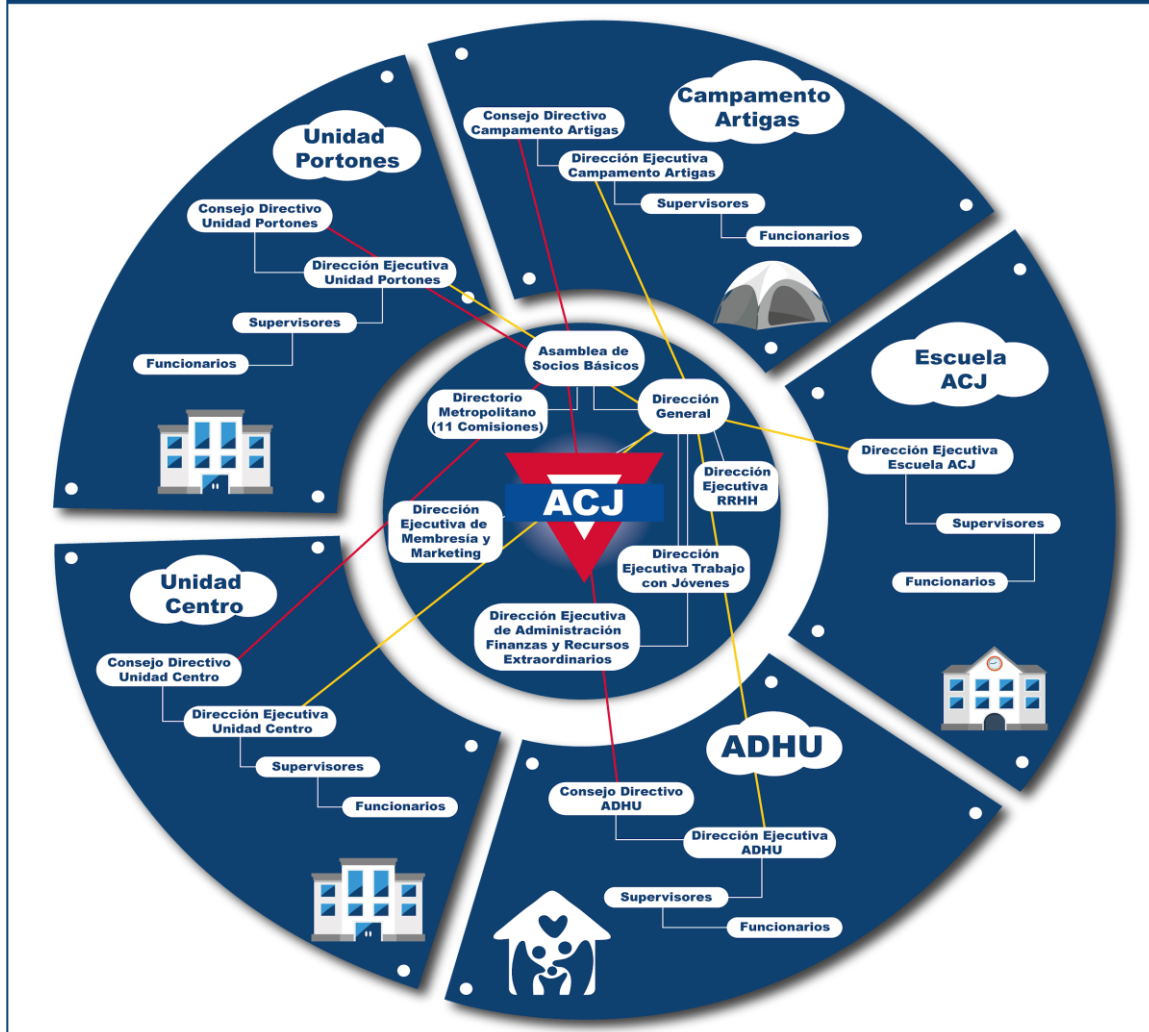 Campamento
Artigas
Consejo Directivo
Campamento Artigas
Dirección Ejecutiva
Campamento Artigas
Supervisores
Funcionarios
Unidad
Portones
Consejo Directivo
Unidad Portones
Dirección Ejecutiva
Unidad Portones
Supervisores
Funcionarios
Escuela
ACJ
Dirección Ejecutiva
Escuela ACJ
Supervisores
Funcionarios
Asamblea de
Socios Básicos
Directorio
Metropolitano
(11 Comisiones)
Dirección
General
ACJ
Dirección
Ejecutiva
RRHH
Dirección
Ejecutiva de
Membresía y
Marketing
Dirección
Ejecutiva Trabajo
con Jóvenes
Dirección Ejecutiva
de Administración
Finanzas y Recursos
Extraordinarios
Unidad
Centro
Consejo Directivo
Unidad Centro
Dirección Ejecutiva
Unidad Centro
Supervisores
Funcionarios
ADHU
Consejo Directivo
ADHU
Dirección Ejecutiva
ADHU
Supervisores
Funcionarios